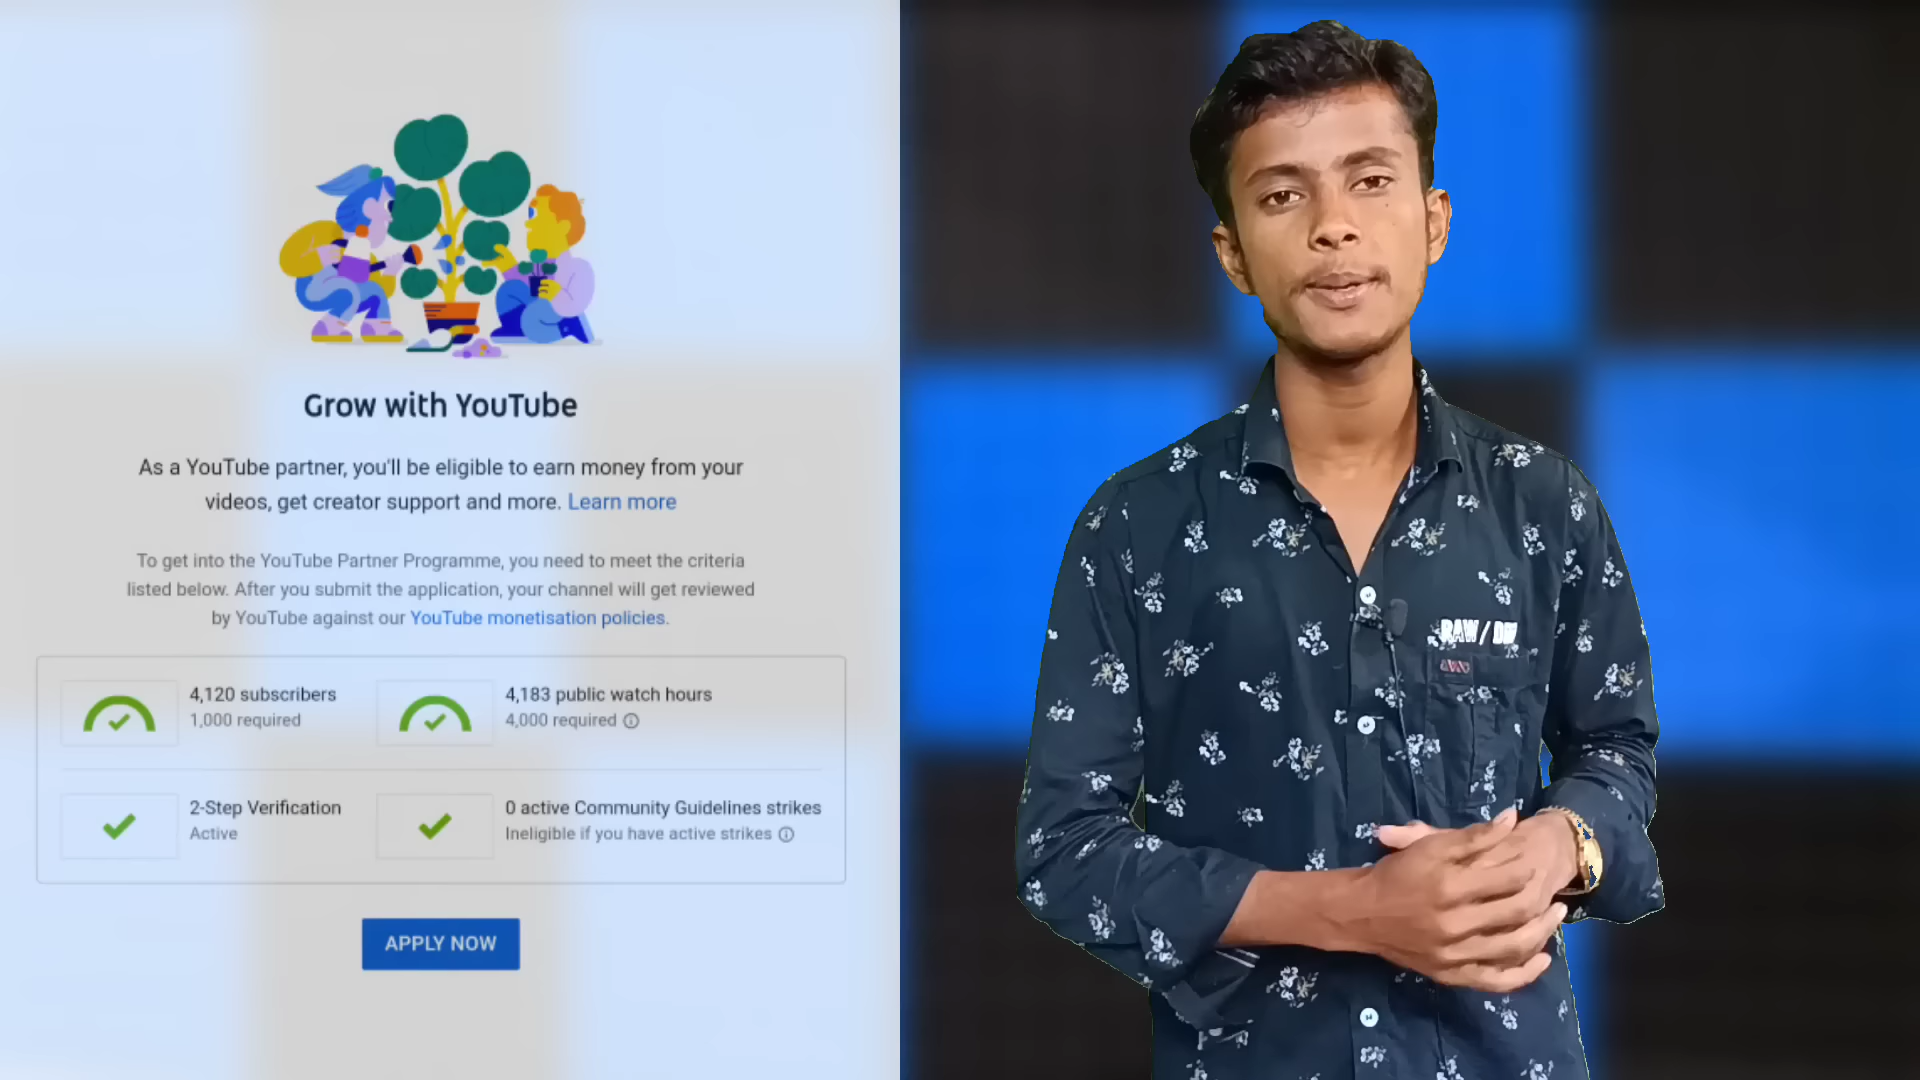 Grow with YouTube
As a YouTube partner, you'll be eligible to earn money from your
videos, get creator support and more. Learn more
To get into the YouTube Partner Programme, you need to meet the criteria
listed below. After you submit the application, your channel will get reviewed
by YouTube against our YouTube monetisation policies.
4,120 subscribers
1,000 required
4,183 public watch hours
4,000 required
2-Step Verification
Active
0 active Community Guidelines strikes
Ineligible if you have active strikes
APPLY NOW
RAW /